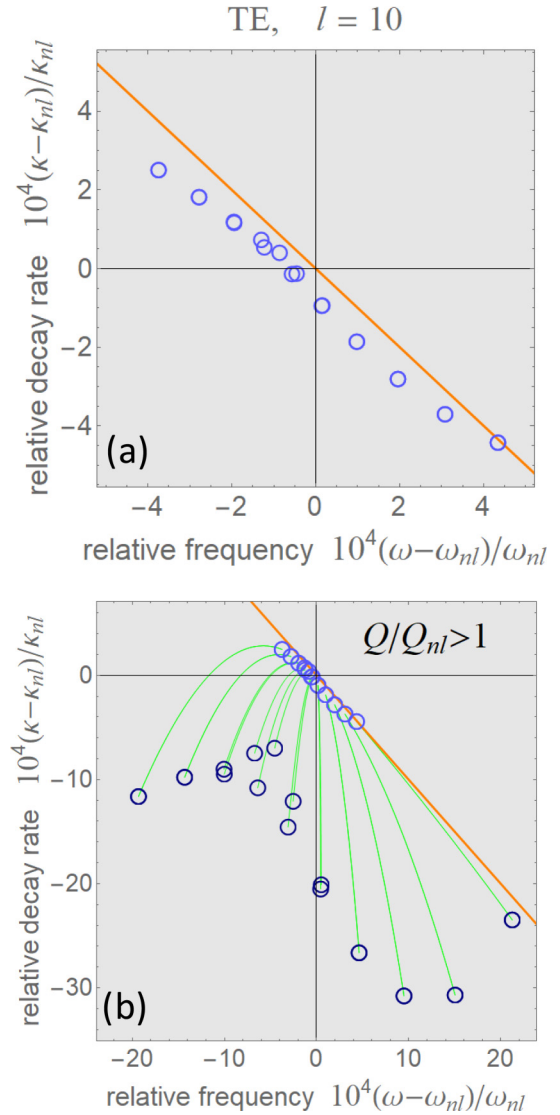 TE, l = 10
relative decay rate 10⁴(κ−κₙₗ)/κₙₗ
4
2
0
−2
−4
(a)
−4 −2 0 2 4
relative frequency 10⁴(ω−ωₙₗ)/ωₙₗ
relative decay rate 10⁴(κ−κₙₗ)/κₙₗ
Q/Qₙₗ>1
0
−10
−20
−30
(b)
−20 −10 0 10 20
relative frequency 10⁴(ω−ωₙₗ)/ωₙₗ